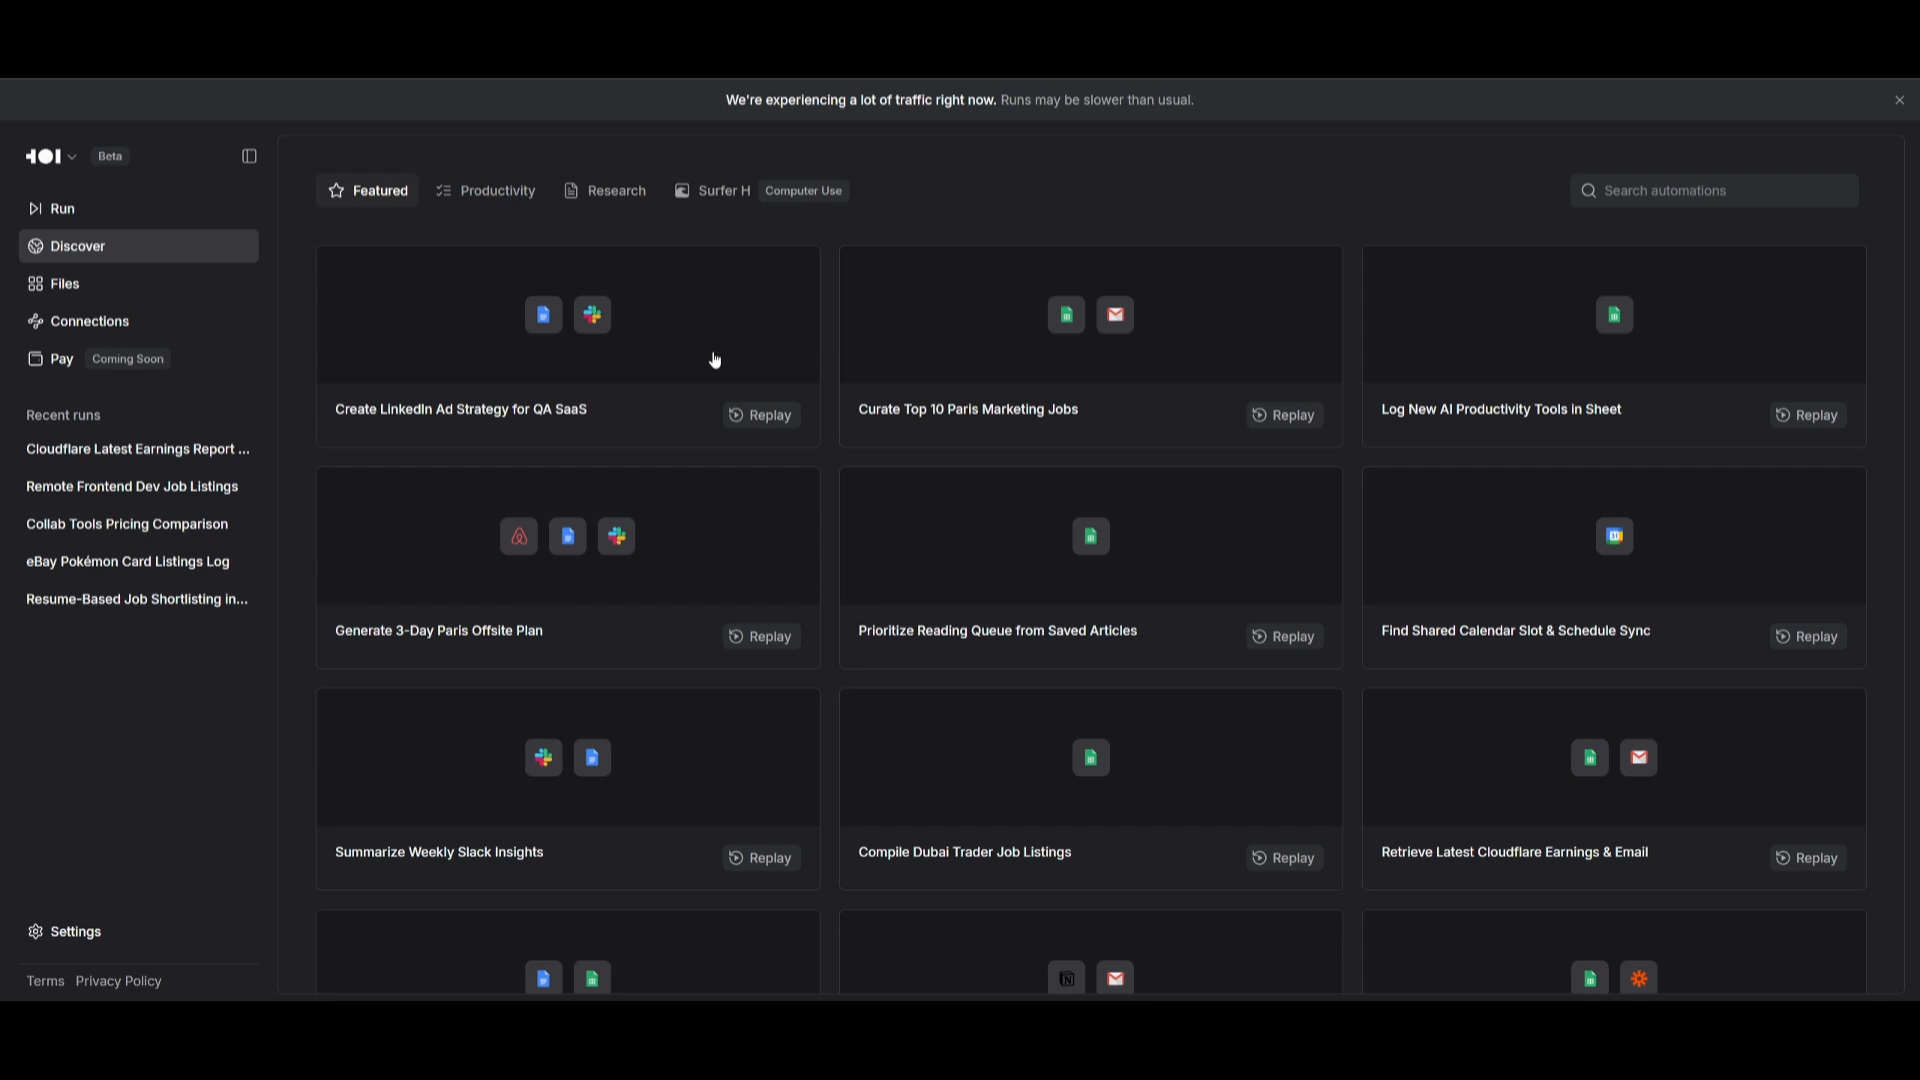 We're experiencing a lot of traffic right now. Runs may be slower than usual.
Beta
Run
Discover
Files
Connections
Pay Coming Soon
Recent runs
Cloudflare Latest Earnings Report ...
Remote Frontend Dev Job Listings
Collab Tools Pricing Comparison
eBay Pokémon Card Listings Log
Resume-Based Job Shortlisting in...
Settings
Terms Privacy Policy
Featured Productivity Research Surfer H Computer Use Search automations
Create LinkedIn Ad Strategy for QA SaaS Replay
Curate Top 10 Paris Marketing Jobs Replay
Log New AI Productivity Tools in Sheet Replay
Generate 3-Day Paris Offsite Plan Replay
Prioritize Reading Queue from Saved Articles Replay
Find Shared Calendar Slot & Schedule Sync Replay
Summarize Weekly Slack Insights Replay
Compile Dubai Trader Job Listings Replay
Retrieve Latest Cloudflare Earnings & Email Replay